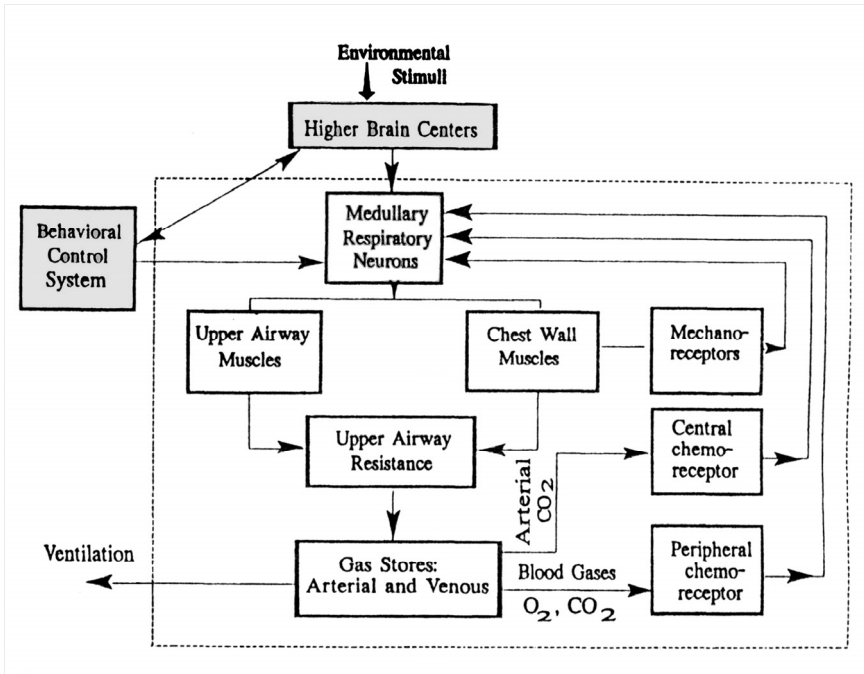 Environmental
Stimuli
Higher Brain Centers
Behavioral
Control
System
Medullary
Respiratory
Neurons
Upper Airway
Muscles
Chest Wall
Muscles
Mechano-
receptors
Upper Airway
Resistance
Arterial
CO2
Central
chemo-
receptor
Ventilation
Gas Stores:
Arterial and Venous
Blood Gases
O2, CO2
Peripheral
chemo-
receptor